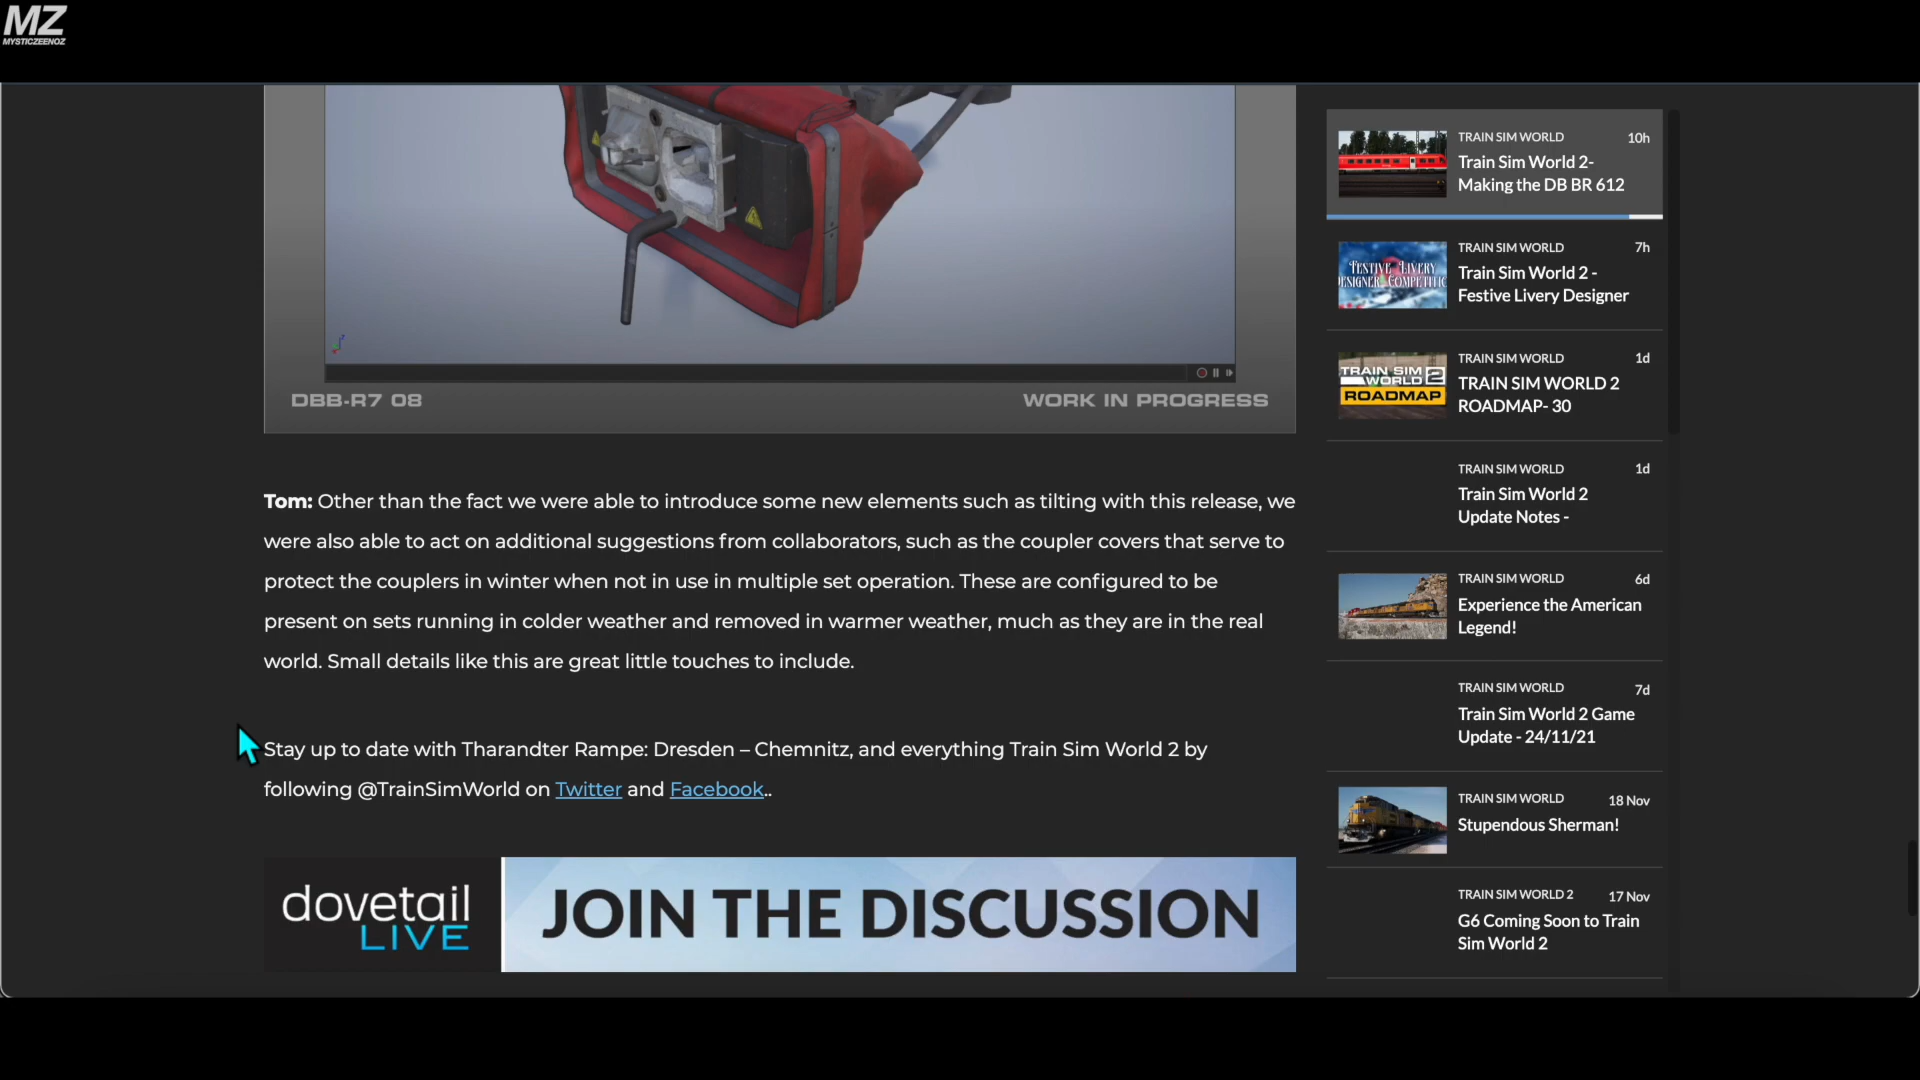 MZ
MYSTICZEENOZ
DBB-R7 08
WORK IN PROGRESS
Tom: Other than the fact we were able to introduce some new elements such as tilting with this release, we
were also able to act on additional suggestions from collaborators, such as the coupler covers that serve to
protect the couplers in winter when not in use in multiple set operation. These are configured to be
present on sets running in colder weather and removed in warmer weather, much as they are in the real
world. Small details like this are great little touches to include.
Stay up to date with Tharandter Rampe: Dresden – Chemnitz, and everything Train Sim World 2 by
following @TrainSimWorld on Twitter and Facebook..
dovetail
LIVE
JOIN THE DISCUSSION
TRAIN SIM WORLD 10h
Train Sim World 2-
Making the DB BR 612
FESTIVE LIVERY
DESIGNER COMPETITIO
TRAIN SIM WORLD 7h
Train Sim World 2 -
Festive Livery Designer
TRAIN SIM
WORLD 2
ROADMAP
TRAIN SIM WORLD 1d
TRAIN SIM WORLD 2
ROADMAP- 30
TRAIN SIM WORLD 1d
Train Sim World 2
Update Notes -
TRAIN SIM WORLD 6d
Experience the American
Legend!
TRAIN SIM WORLD 7d
Train Sim World 2 Game
Update - 24/11/21
TRAIN SIM WORLD 18 Nov
Stupendous Sherman!
TRAIN SIM WORLD 2 17 Nov
G6 Coming Soon to Train
Sim World 2